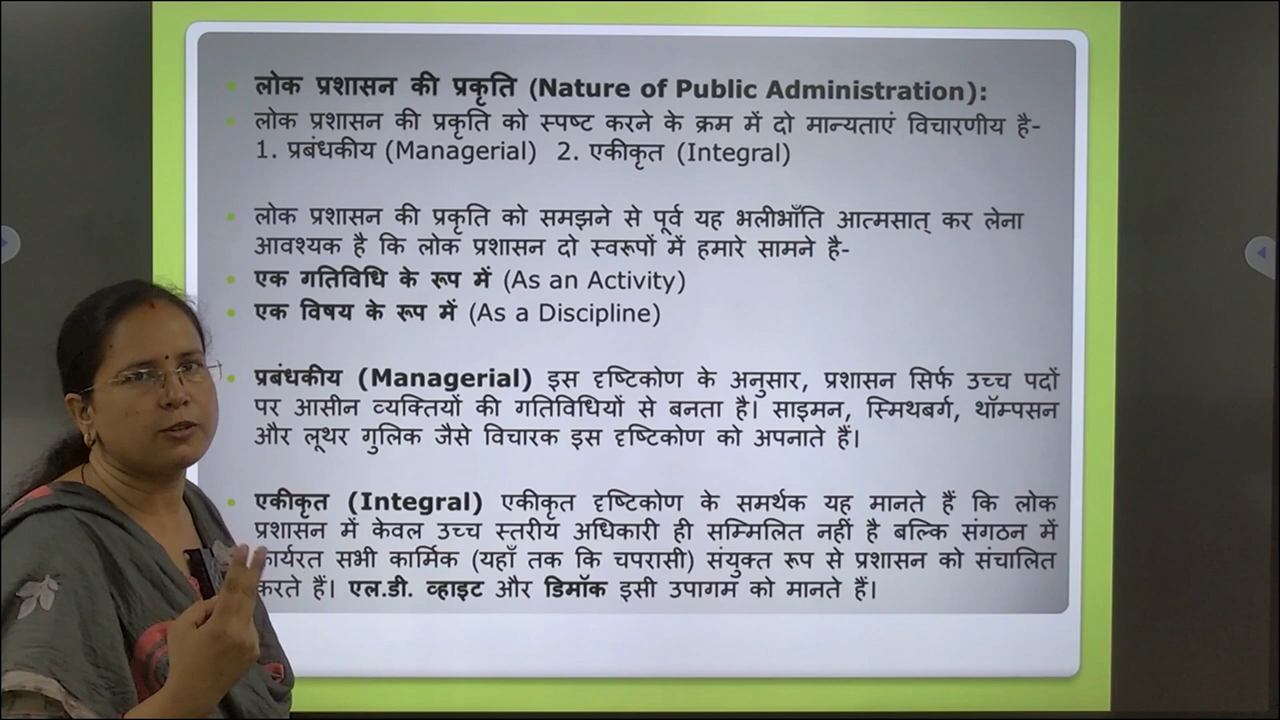 लोक प्रशासन की प्रकृति (Nature of Public Administration):
लोक प्रशासन की प्रकृति को स्पष्ट करने के क्रम में दो मान्यताएं विचारणीय है-
1. प्रबंधकीय (Managerial) 2. एकीकृत (Integral)
लोक प्रशासन की प्रकृति को समझने से पूर्व यह भलीभाँति आत्मसात् कर लेना
आवश्यक है कि लोक प्रशासन दो स्वरूपों में हमारे सामने है-
एक गतिविधि के रूप में (As an Activity)
एक विषय के रूप में (As a Discipline)
प्रबंधकीय (Managerial) इस दृष्टिकोण के अनुसार, प्रशासन सिर्फ उच्च पदों
पर आसीन व्यक्तियों की गतिविधियों से बनता है। साइमन, स्मिथबर्ग, थॉम्पसन
और लूथर गुलिक जैसे विचारक इस दृष्टिकोण को अपनाते हैं।
एकीकृत (Integral) एकीकृत दृष्टिकोण के समर्थक यह मानते हैं कि लोक
प्रशासन में केवल उच्च स्तरीय अधिकारी ही सम्मिलित नहीं है बल्कि संगठन में
कार्यरत सभी कार्मिक (यहाँ तक कि चपरासी) संयुक्त रूप से प्रशासन को संचालित
करते हैं। एल.डी. व्हाइट और डिमॉक इसी उपागम को मानते हैं।